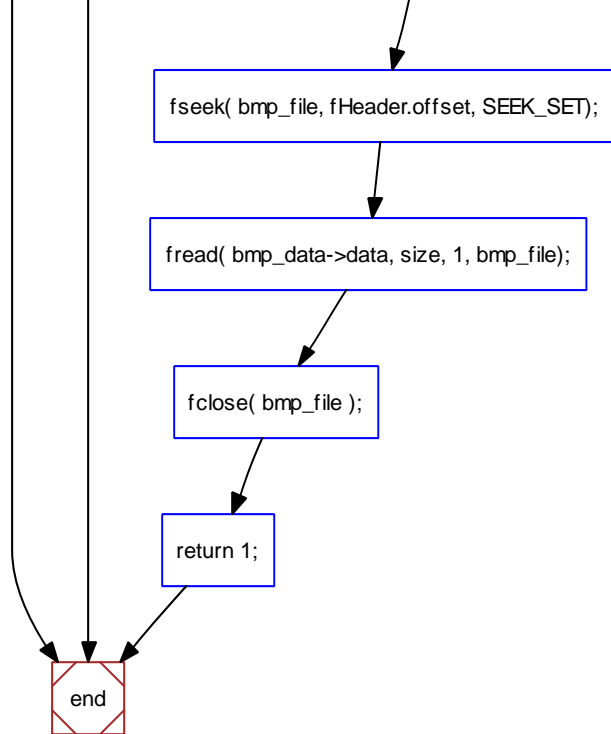 fseek( bmp_file, fHeader.offset, SEEK_SET);
fread( bmp_data->data, size, 1, bmp_file);
fclose( bmp_file );
return 1;
end